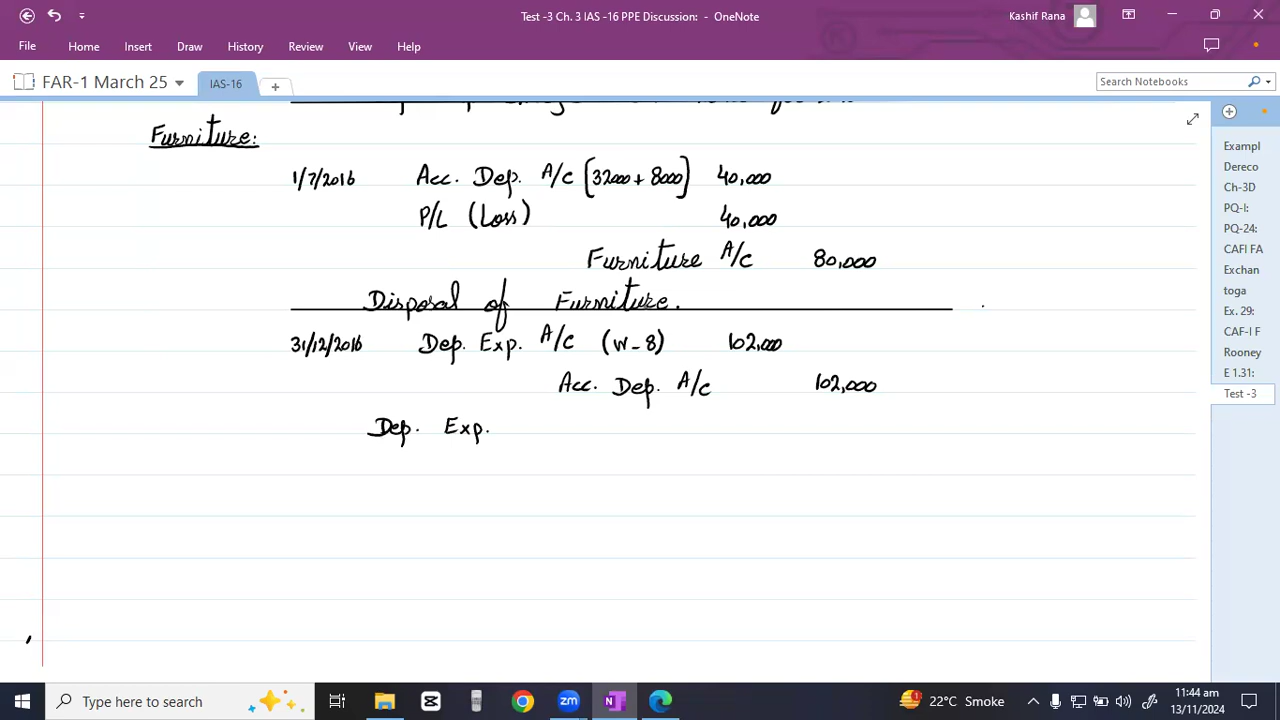 Test -3 Ch. 3 IAS -16 PPE Discussion: - OneNote
Kashif Rana
File Home Insert Draw History Review View Help
FAR-1 March 25
IAS-16
Search Notebooks
Furniture:
1/7/2016 Acc. Dep. A/c [32000 + 8000] 40,000
P/L (Loss) 40,000
Furniture A/c 80,000
Disposal of Furniture.
31/12/2016 Dep. Exp. A/c (W-8) 102,000
Acc. Dep. A/c 102,000
Dep. Exp.
Exampl
Dereco
Ch-3D
PQ-I:
PQ-24:
CAFI FA
Exchan
toga
Ex. 29:
CAF-I F
Rooney
E 1.31:
Test -3
Type here to search
zm
N
1
22°C Smoke
11:44 am
13/11/2024